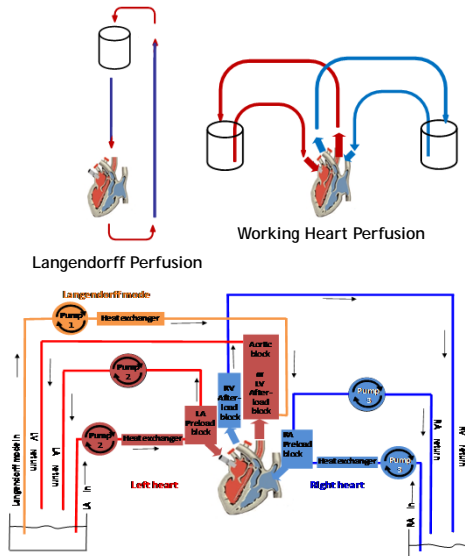 Langendorff Perfusion
Working Heart Perfusion
Langendorff mode
Pump
1
Heat exchanger
Aortic
block
or
LV
After-
load
block
RV
After-
load
block
Pump
2
LA
Preload
block
Pump
2
Heat exchanger
Left heart
Pump
3
RA
Preload
block
Heat exchanger
Pump
3
Right heart
Langendorff mode in
LV return
LA return
LA in
RA in
RA return
RV return